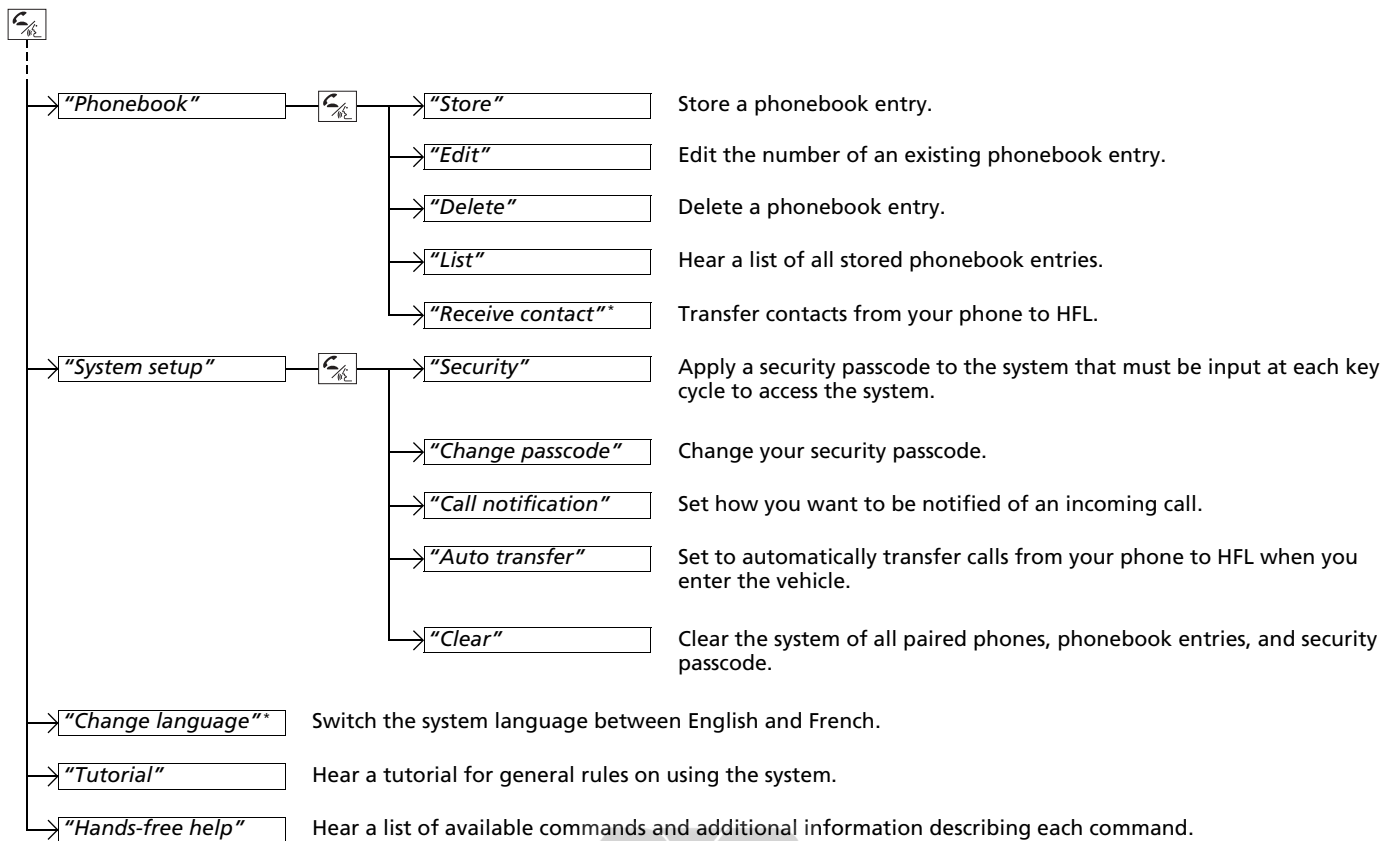 "Phonebook" "Store" Store a phonebook entry.
"Edit" Edit the number of an existing phonebook entry.
"Delete" Delete a phonebook entry.
"List" Hear a list of all stored phonebook entries.
"Receive contact"* Transfer contacts from your phone to HFL.
"System setup" "Security" Apply a security passcode to the system that must be input at each key
cycle to access the system.
"Change passcode" Change your security passcode.
"Call notification" Set how you want to be notified of an incoming call.
"Auto transfer" Set to automatically transfer calls from your phone to HFL when you
enter the vehicle.
"Clear" Clear the system of all paired phones, phonebook entries, and security
passcode.
"Change language"* Switch the system language between English and French.
"Tutorial" Hear a tutorial for general rules on using the system.
"Hands-free help" Hear a list of available commands and additional information describing each command.